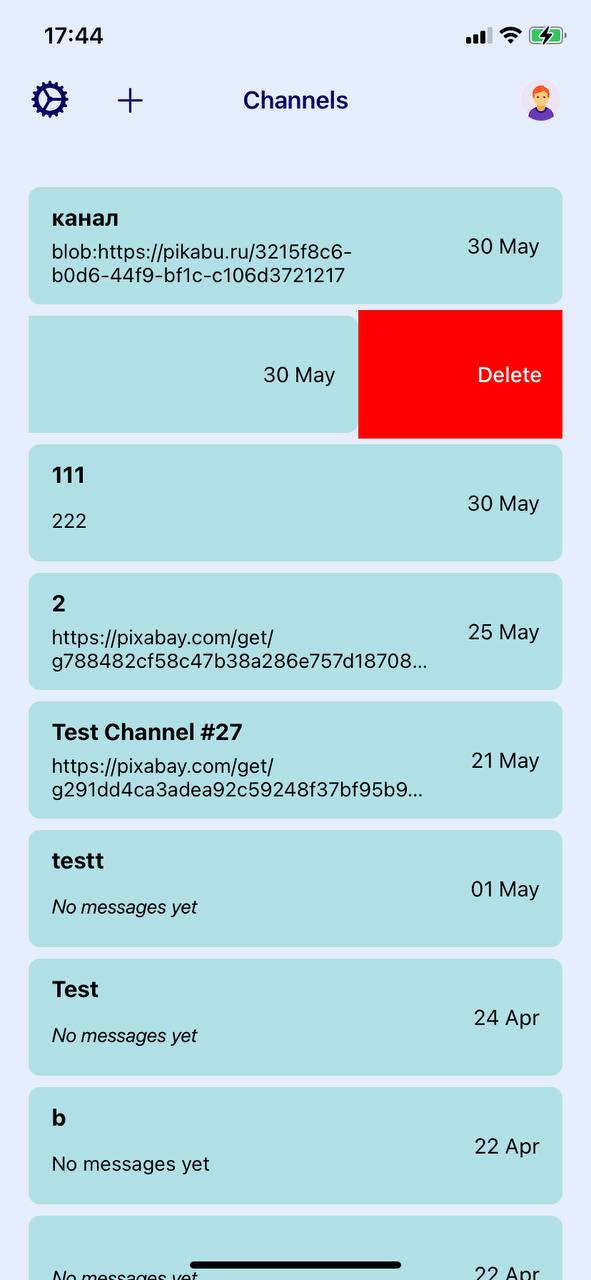 17:44
Channels
канал
blob:https://pikabu.ru/3215f8c6-
b0d6-44f9-bf1c-c106d3721217
30 May
30 May
Delete
111
222
30 May
2
https://pixabay.com/get/
g788482cf58c47b38a286e757d18708...
25 May
Test Channel #27
https://pixabay.com/get/
g291dd4ca3adea92c59248f37bf95b9...
21 May
testt
No messages yet
01 May
Test
No messages yet
24 Apr
b
No messages yet
22 Apr
No messages yet
22 Apr